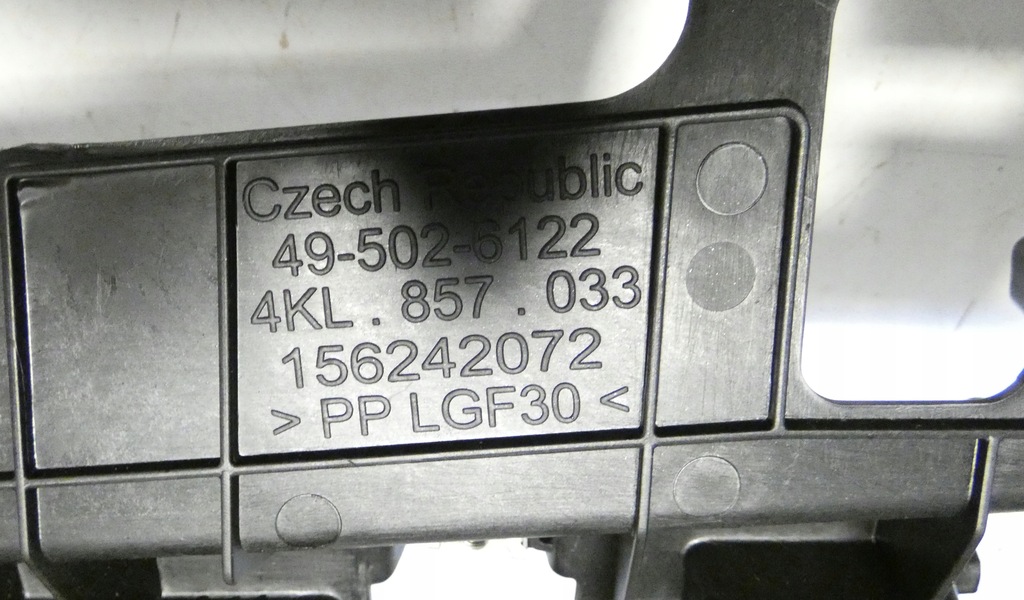 Czech Republic
49-502-6122
4KL . 857 . 033
156242072
> PP LGF30 <